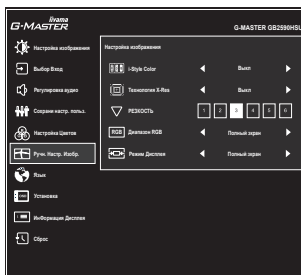 iiyama
G-MASTER
G-MASTER GB2590HSU
Настройка изображения
Выбор Вход
Регулировка аудио
Сохрани настр. польз.
Настройка Цветов
Ручн. Настр. Изобр.
Язык
Установка
Информация Дисплея
Сброс
Настройка изображения
i-Style Color
Выкл
Технология X-Res
Выкл
РЕЗКОСТЬ
1 2 3 4 5 6
RGB
Диапазон RGB
Полный экран
Режим Дисплея
Полный экран